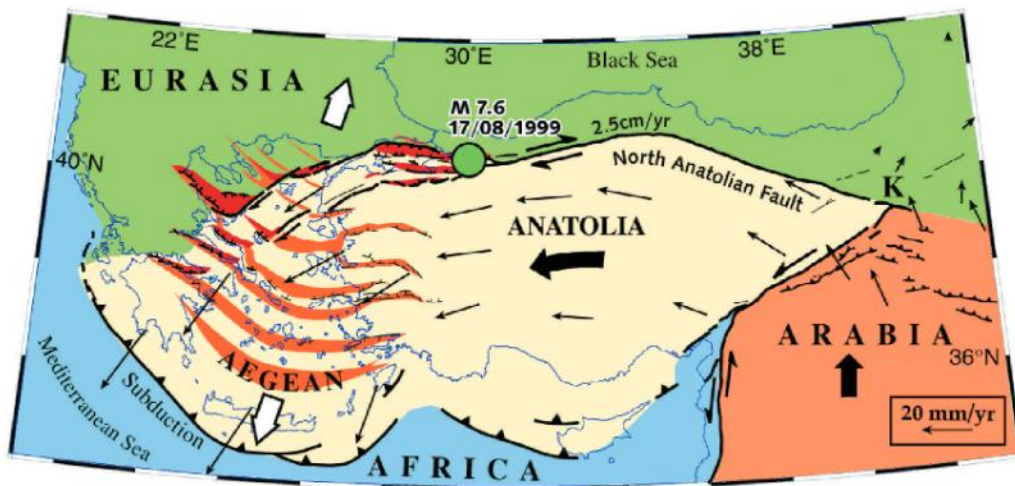 22°E
30°E
38°E
Black Sea
EURASIA
M 7.6
17/08/1999
2.5cm/yr
40°N
North Anatolian Fault
K
ANATOLIA
ARABIA
36°N
AEGEAN
Subduction
Mediterranean Sea
20 mm/yr
AFRICA